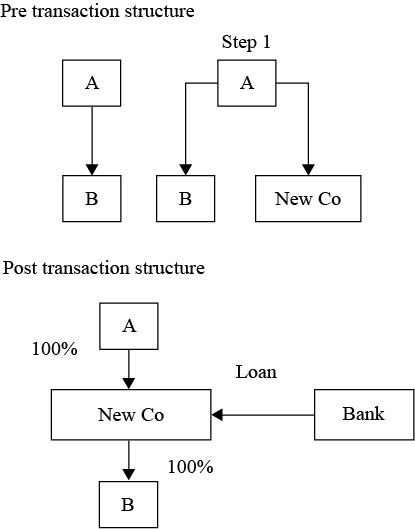 Pre transaction structure
Step 1
A
A
B
B
New Co
Post transaction structure
A
100%
Loan
New Co
Bank
100%
B